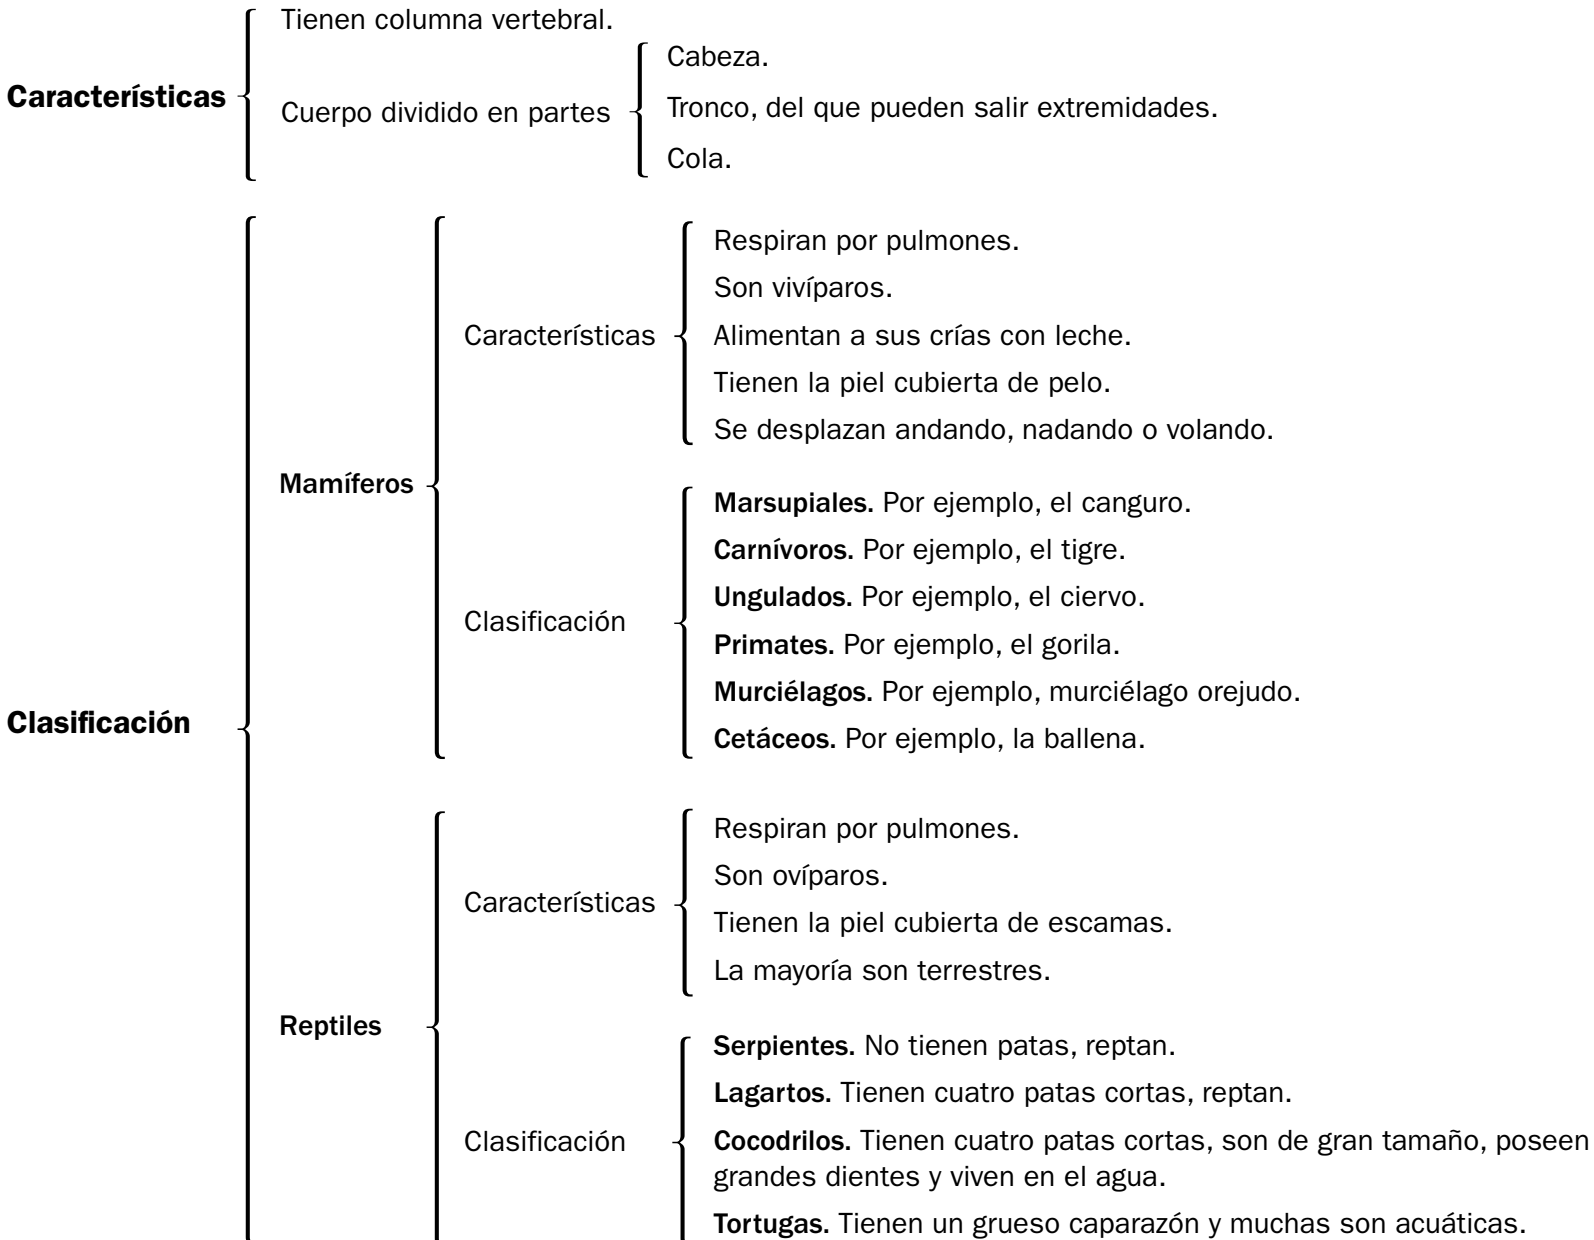 Características
Tienen columna vertebral.
Cuerpo dividido en partes
Cabeza.
Tronco, del que pueden salir extremidades.
Cola.
Clasificación
Mamíferos
Características
Respiran por pulmones.
Son vivíparos.
Alimentan a sus crías con leche.
Tienen la piel cubierta de pelo.
Se desplazan andando, nadando o volando.
Clasificación
Marsupiales. Por ejemplo, el canguro.
Carnívoros. Por ejemplo, el tigre.
Ungulados. Por ejemplo, el ciervo.
Primates. Por ejemplo, el gorila.
Murciélagos. Por ejemplo, murciélago orejudo.
Cetáceos. Por ejemplo, la ballena.
Reptiles
Características
Respiran por pulmones.
Son ovíparos.
Tienen la piel cubierta de escamas.
La mayoría son terrestres.
Clasificación
Serpientes. No tienen patas, reptan.
Lagartos. Tienen cuatro patas cortas, reptan.
Cocodrilos. Tienen cuatro patas cortas, son de gran tamaño, poseen
grandes dientes y viven en el agua.
Tortugas. Tienen un grueso caparazón y muchas son acuáticas.